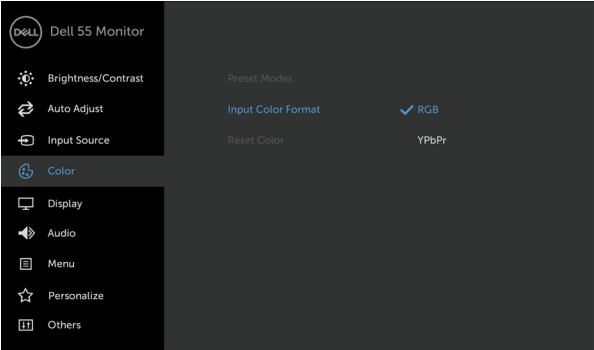 DELL Dell 55 Monitor
Brightness/Contrast Preset Modes
Auto Adjust Input Color Format RGB
Input Source Reset Color YPbPr
Color
Display
Audio
Menu
Personalize
Others